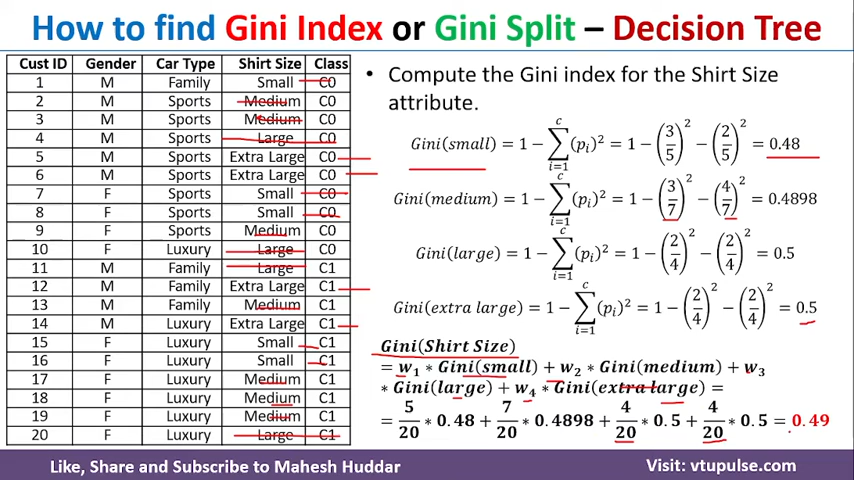 How to find Gini Index or Gini Split – Decision Tree
Cust ID Gender Car Type Shirt Size Class
1 M Family Small C0
2 M Sports Medium C0
3 M Sports Medium C0
4 M Sports Large C0
5 M Sports Extra Large C0
6 M Sports Extra Large C0
7 F Sports Small C0
8 F Sports Small C0
9 F Sports Medium C0
10 F Luxury Large C0
11 M Family Large C1
12 M Family Extra Large C1
13 M Family Medium C1
14 M Luxury Extra Large C1
15 F Luxury Small C1
16 F Luxury Small C1
17 F Luxury Medium C1
18 F Luxury Medium C1
19 F Luxury Medium C1
20 F Luxury Large C1
• Compute the Gini index for the Shirt Size
attribute.
Gini(small) = 1 − ∑_{i=1}^{c} (p_i)² = 1 − (3/5)² − (2/5)² = 0.48
Gini(medium) = 1 − ∑_{i=1}^{c} (p_i)² = 1 − (3/7)² − (4/7)² = 0.4898
Gini(large) = 1 − ∑_{i=1}^{c} (p_i)² = 1 − (2/4)² − (2/4)² = 0.5
Gini(extra large) = 1 − ∑_{i=1}^{c} (p_i)² = 1 − (2/4)² − (2/4)² = 0.5
Gini(Shirt Size)
= w₁ * Gini(small) + w₂ * Gini(medium) + w₃
* Gini(large) + w₄ * Gini(extra large) =
= 5/20 * 0.48 + 7/20 * 0.4898 + 4/20 * 0.5 + 4/20 * 0.5 = 0.49
Like, Share and Subscribe to Mahesh Huddar
Visit: vtupulse.com